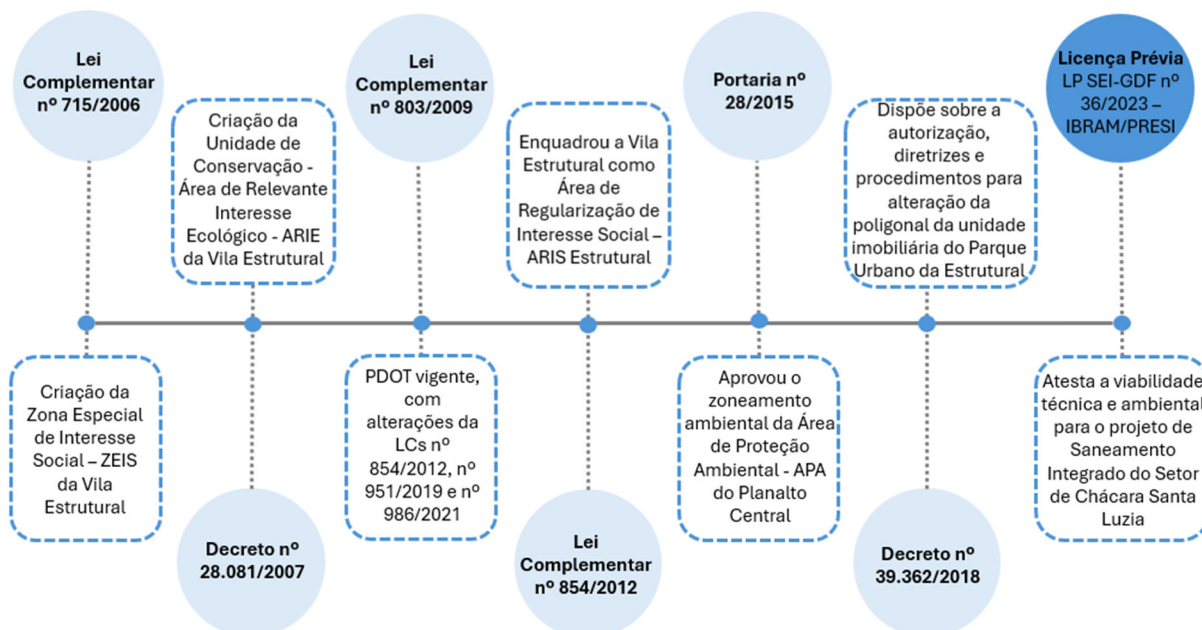 Lei
Complementar
nº 715/2006
Criação da
Zona Especial
de Interesse
Social – ZEIS
da Vila
Estrutural
Criação da
Unidade de
Conservação -
Área de Relevante
Interesse
Ecológico - ARIE
da Vila Estrutural
Decreto nº
28.081/2007
Lei
Complementar
nº 803/2009
PDOT vigente,
com
alterações da
LCs nº
854/2012, nº
951/2019 e nº
986/2021
Enquadrou a Vila
Estrutural como
Área de
Regularização de
Interesse Social –
ARIS Estrutural
Lei
Complementar
nº 854/2012
Portaria nº
28/2015
Aprovou o
zoneamento
ambiental da Área
de Proteção
Ambiental - APA
do Planalto
Central
Dispõe sobre a
autorização,
diretrizes e
procedimentos para
alteração da
poligonal da unidade
imobiliária do Parque
Urbano da Estrutural
Decreto nº
39.362/2018
Licença Prévia
LP SEI-GDF nº
36/2023 –
IBRAM/PRESI
Atesta a viabilidade
técnica e ambiental
para o projeto de
Saneamento
Integrado do Setor
de Chácara Santa
Luzia